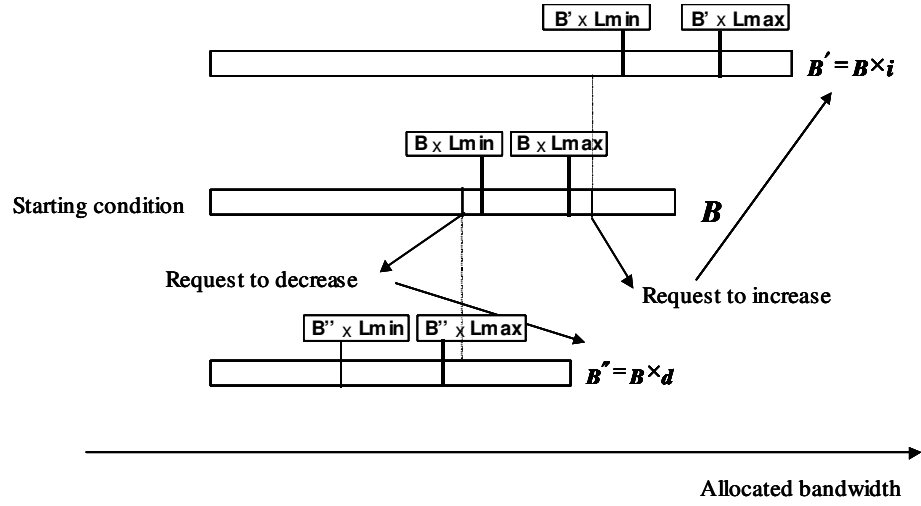 B' x Lmin
B' x Lmax
B′ = B×i
B x Lmin
B x Lmax
Starting condition
B
Request to decrease
Request to increase
B'' x Lmin
B'' x Lmax
B″ = B×d
Allocated bandwidth